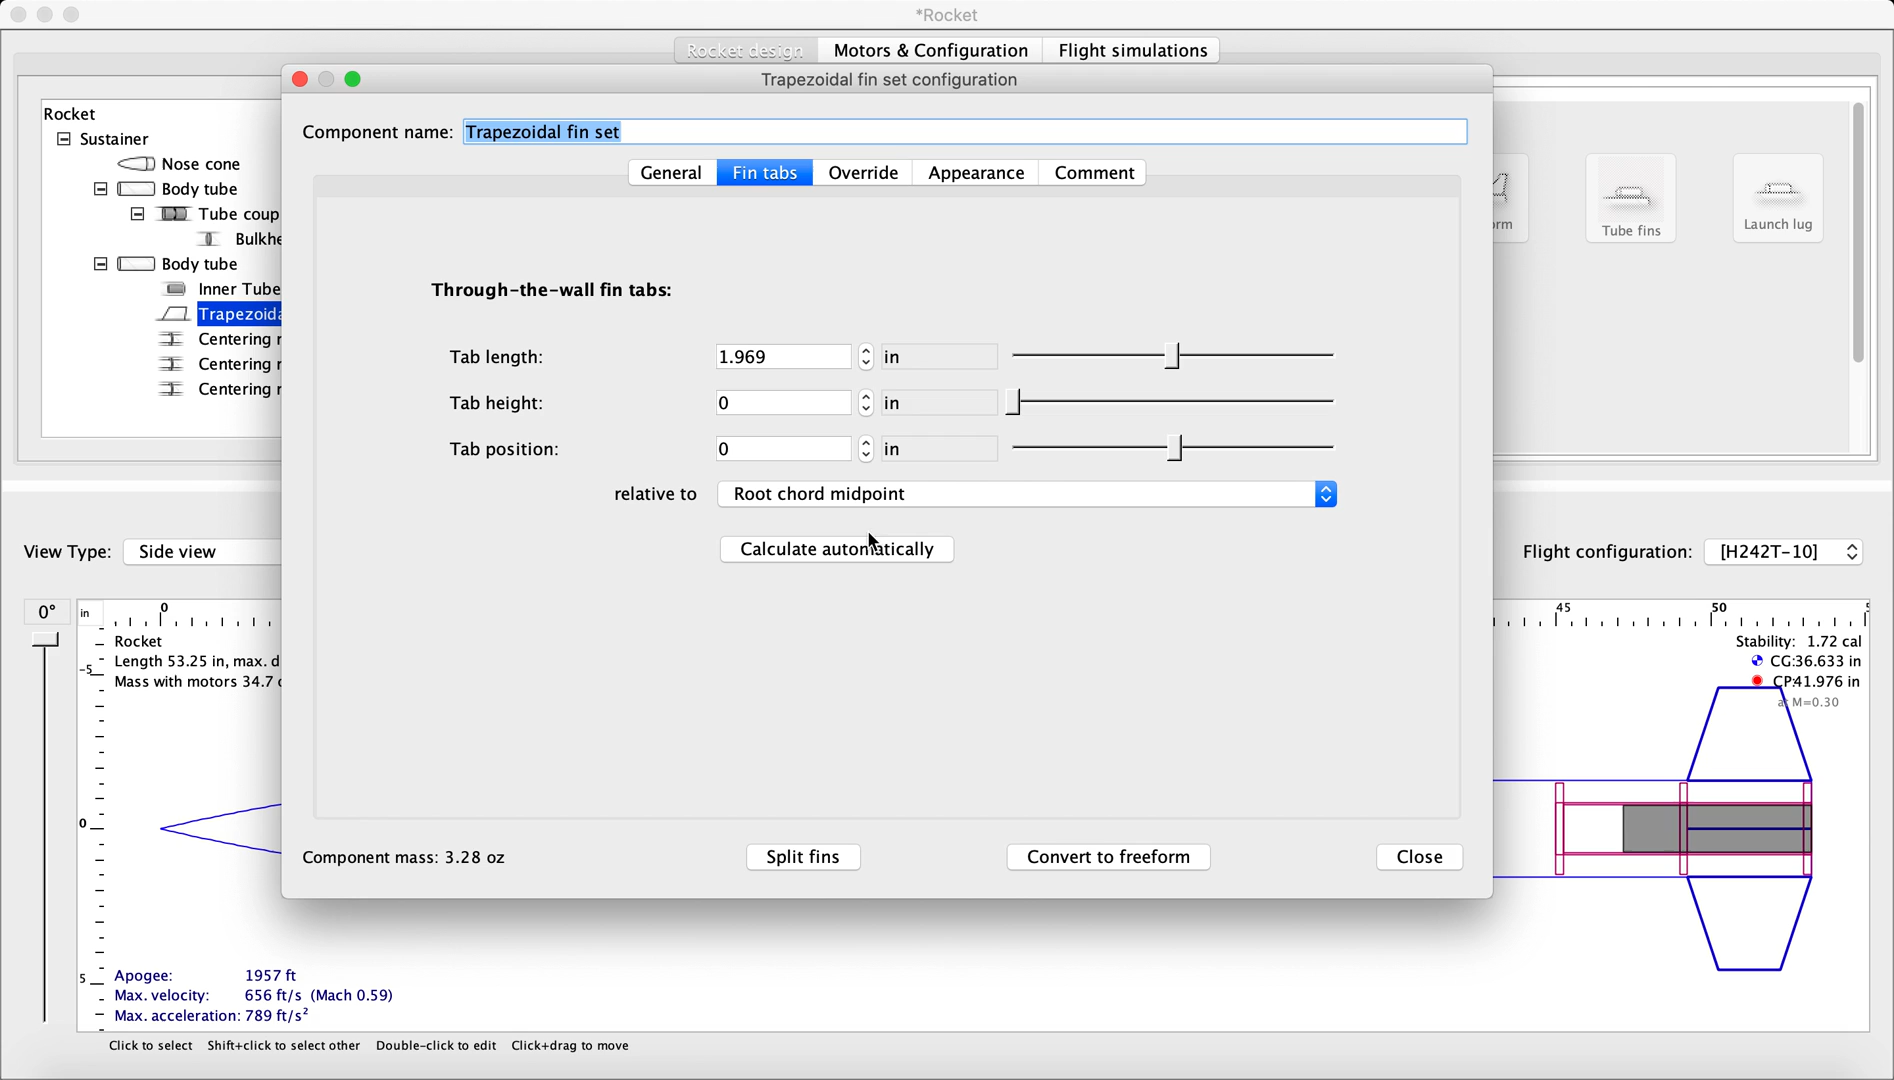 *Rocket
Rocket design Motors & Configuration Flight simulations
Trapezoidal fin set configuration
Rocket
Sustainer
Nose cone
Body tube
Tube coup
Bulkhe
Body tube
Inner Tube
Trapezoida
Centering r
Centering r
Centering r
Component name: Trapezoidal fin set
General Fin tabs Override Appearance Comment
Through-the-wall fin tabs:
Tab length: 1.969 in
Tab height: 0 in
Tab position: 0 in
relative to Root chord midpoint
Calculate automatically
Component mass: 3.28 oz Split fins Convert to freeform Close
orm Tube fins Launch lug
View Type: Side view
Flight configuration: [H242T-10]
0° in 0 45 50
Rocket
Length 53.25 in, max. d
Mass with motors 34.7
-5
0
5
Stability: 1.72 cal
CG:36.633 in
CP:41.976 in
at M=0.30
Apogee: 1957 ft
Max. velocity: 656 ft/s (Mach 0.59)
Max. acceleration: 789 ft/s²
Click to select Shift+click to select other Double-click to edit Click+drag to move